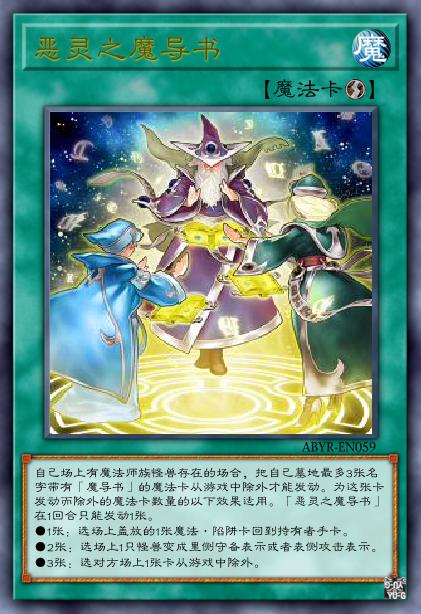 恶灵之魔导书
魔
【魔法卡】
ABYR-EN059
自己场上有魔法师族怪兽存在的场合，把自己墓地最多3张名
字带有「魔导书」的魔法卡从游戏中除外才能发动。为这张卡
发动而除外的魔法卡数量的以下效果适用。「恶灵之魔导书」
在1回合只能发动1张。
●1张：选场上盖放的1张魔法·陷阱卡回到持有者手卡。
●2张：选场上1只怪兽变成里侧守备表示或者表侧攻击表示。
●3张：选对方场上1张卡从游戏中除外。